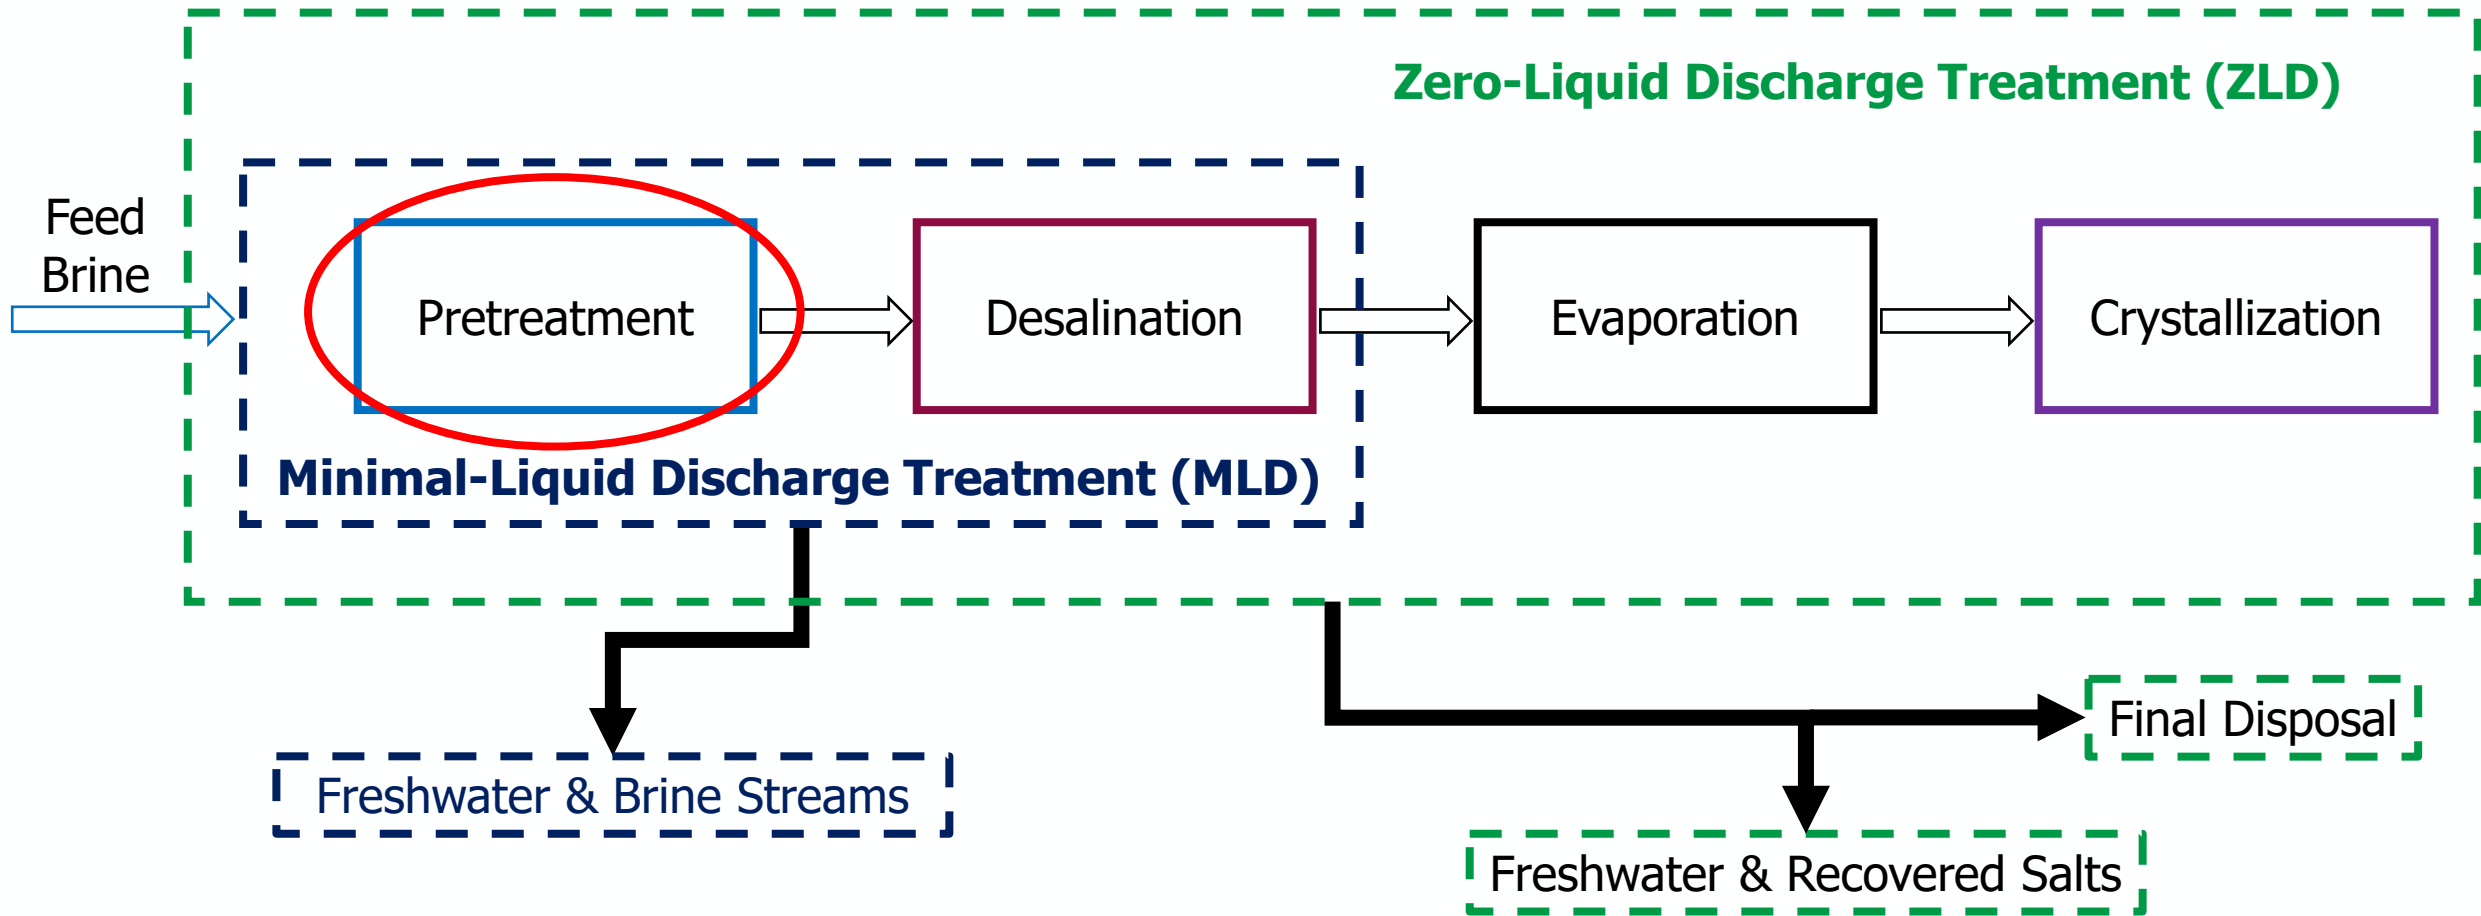 Zero-Liquid Discharge Treatment (ZLD)
Feed
Brine
Pretreatment
Desalination
Evaporation
Crystallization
Minimal-Liquid Discharge Treatment (MLD)
Final Disposal
Freshwater & Brine Streams
Freshwater & Recovered Salts